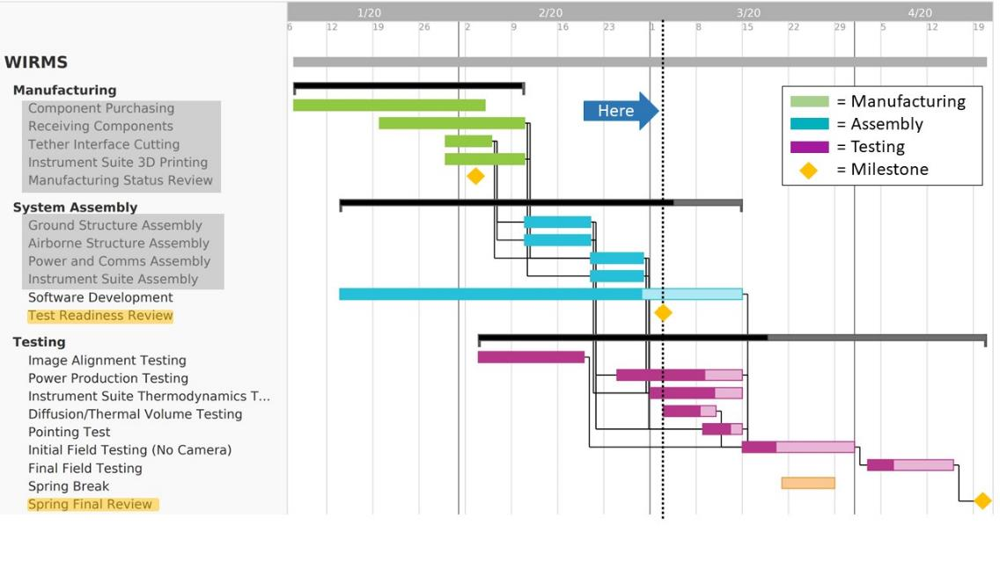 1/20 2/20 3/20 4/20
6 12 19 26 2 9 16 23 1 8 15 22 29 5 12 19
WIRMS
Manufacturing
Component Purchasing
Receiving Components
Tether Interface Cutting
Instrument Suite 3D Printing
Manufacturing Status Review
System Assembly
Ground Structure Assembly
Airborne Structure Assembly
Power and Comms Assembly
Instrument Suite Assembly
Software Development
Test Readiness Review
Testing
Image Alignment Testing
Power Production Testing
Instrument Suite Thermodynamics T...
Diffusion/Thermal Volume Testing
Pointing Test
Initial Field Testing (No Camera)
Final Field Testing
Spring Break
Spring Final Review
Here
= Manufacturing
= Assembly
= Testing
= Milestone